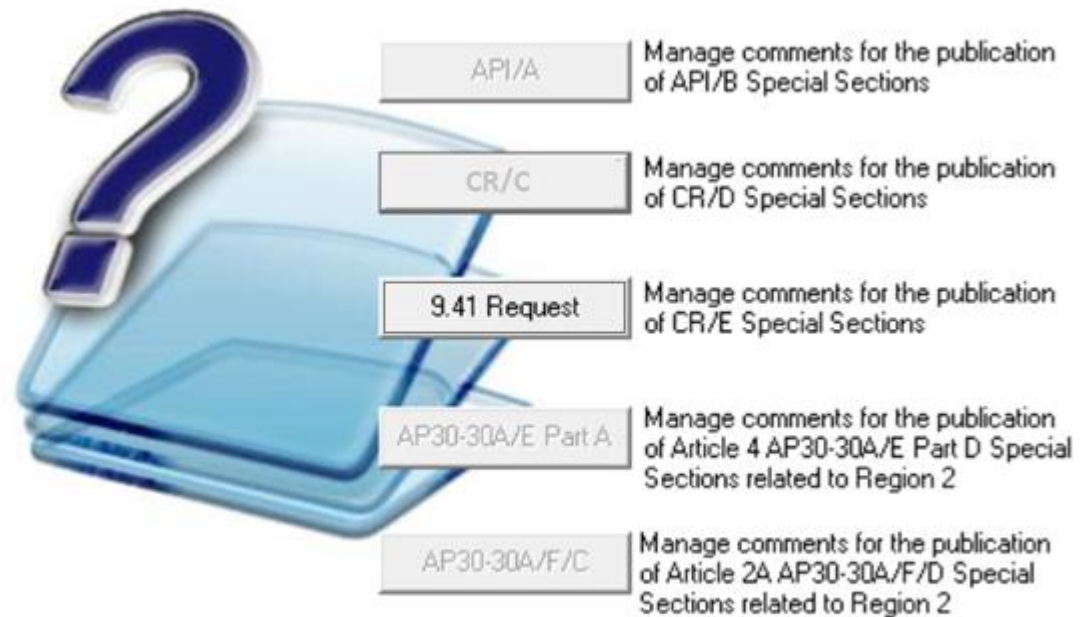 API/A
Manage comments for the publication
of API/B Special Sections
CR/C
Manage comments for the publication
of CR/D Special Sections
9.41 Request
Manage comments for the publication
of CR/E Special Sections
AP30-30A/E Part A
Manage comments for the publication
of Article 4 AP30-30A/E Part D Special
Sections related to Region 2
AP30-30A/F/C
Manage comments for the publication
of Article 2A AP30-30A/F/D Special
Sections related to Region 2